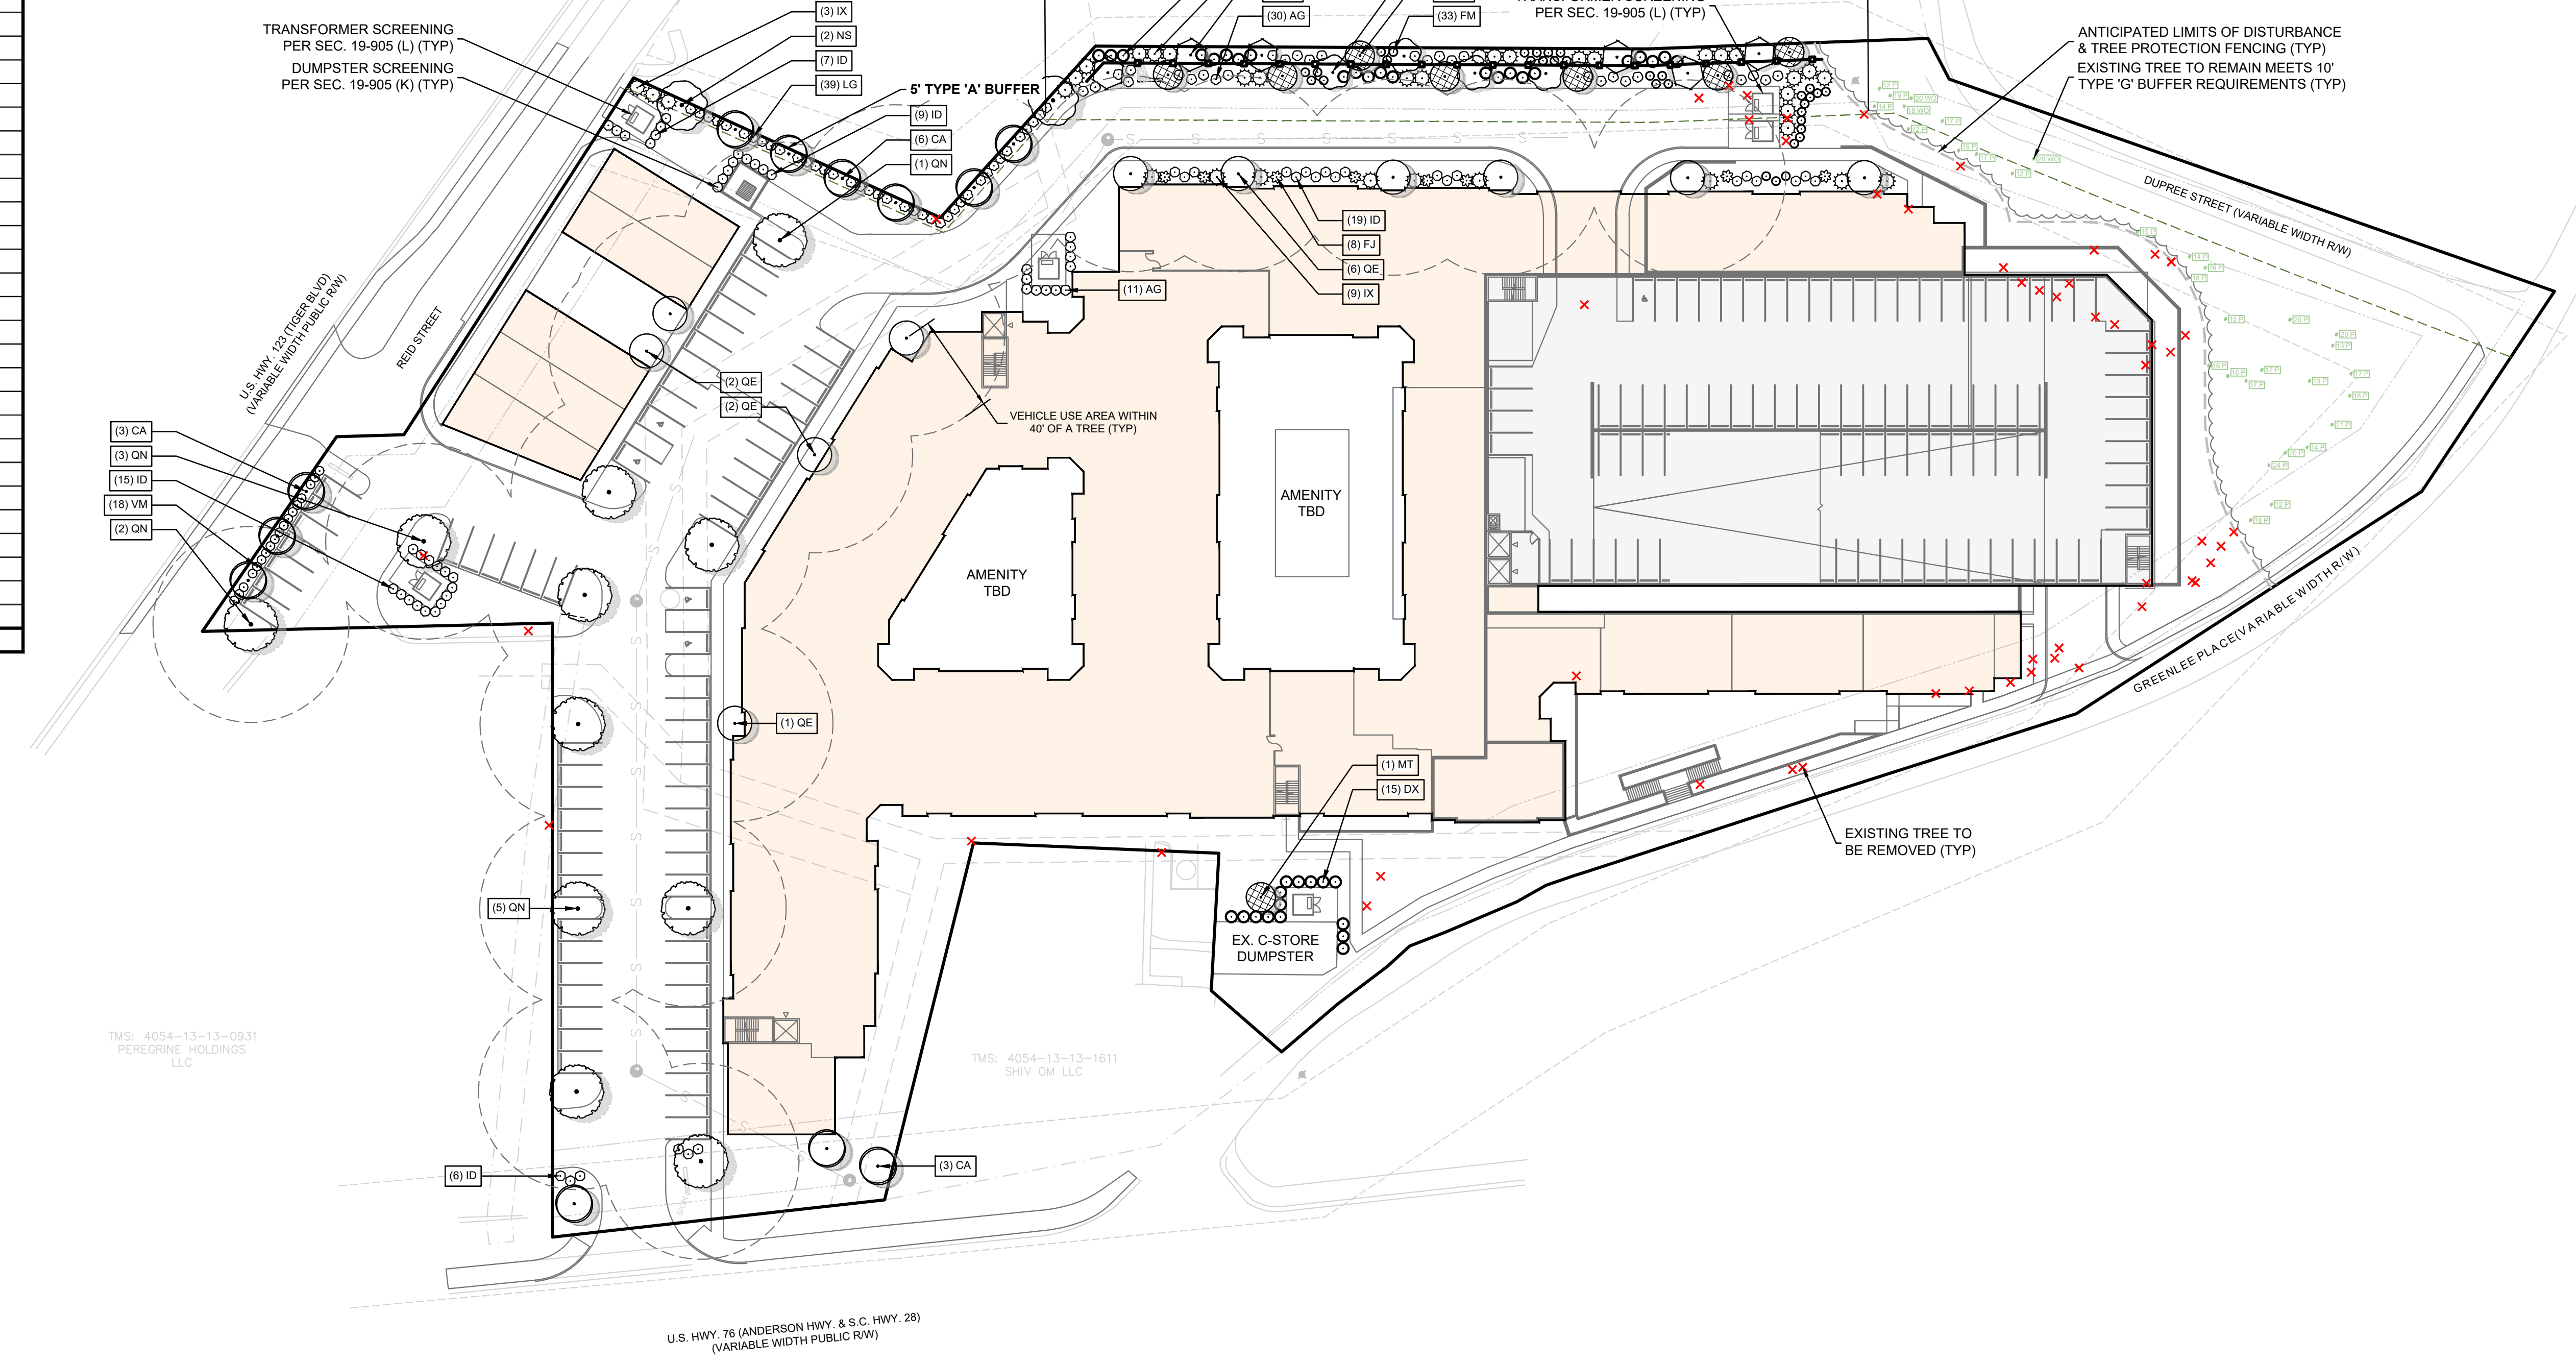 (3) IX
(2) NS
(7) ID
(39) LG
TRANSFORMER SCREENING
PER SEC. 19-905 (L) (TYP)
DUMPSTER SCREENING
PER SEC. 19-905 (K) (TYP)
5' TYPE 'A' BUFFER
(9) ID
(6) CA
(1) QN
(30) AG
(33) FM
PER SEC. 19-905 (L) (TYP)
ANTICIPATED LIMITS OF DISTURBANCE
& TREE PROTECTION FENCING (TYP)
EXISTING TREE TO REMAIN MEETS 10'
TYPE 'G' BUFFER REQUIREMENTS (TYP)
DUPREE STREET (VARIABLE WIDTH R/W)
(19) ID
(8) FJ
(6) QE
(9) IX
(11) AG
U.S. HWY. 123 (TIGER BLVD)
(VARIABLE WIDTH PUBLIC R/W)
REID STREET
(2) QE
(2) QE
VEHICLE USE AREA WITHIN
40' OF A TREE (TYP)
(3) CA
(3) QN
(15) ID
(18) VM
(2) QN
AMENITY
TBD
AMENITY
TBD
GREENLEE PLACE(VARIABLE WIDTH R/W)
(1) QE
(1) MT
(15) DX
EXISTING TREE TO
BE REMOVED (TYP)
(5) QN
EX. C-STORE
DUMPSTER
TMS: 4054-13-13-0931
PEREGRINE HOLDINGS
LLC
TMS: 4054-13-13-1611
SHIV OM LLC
(6) ID
(3) CA
U.S. HWY. 76 (ANDERSON HWY. & S.C. HWY. 28)
(VARIABLE WIDTH PUBLIC R/W)